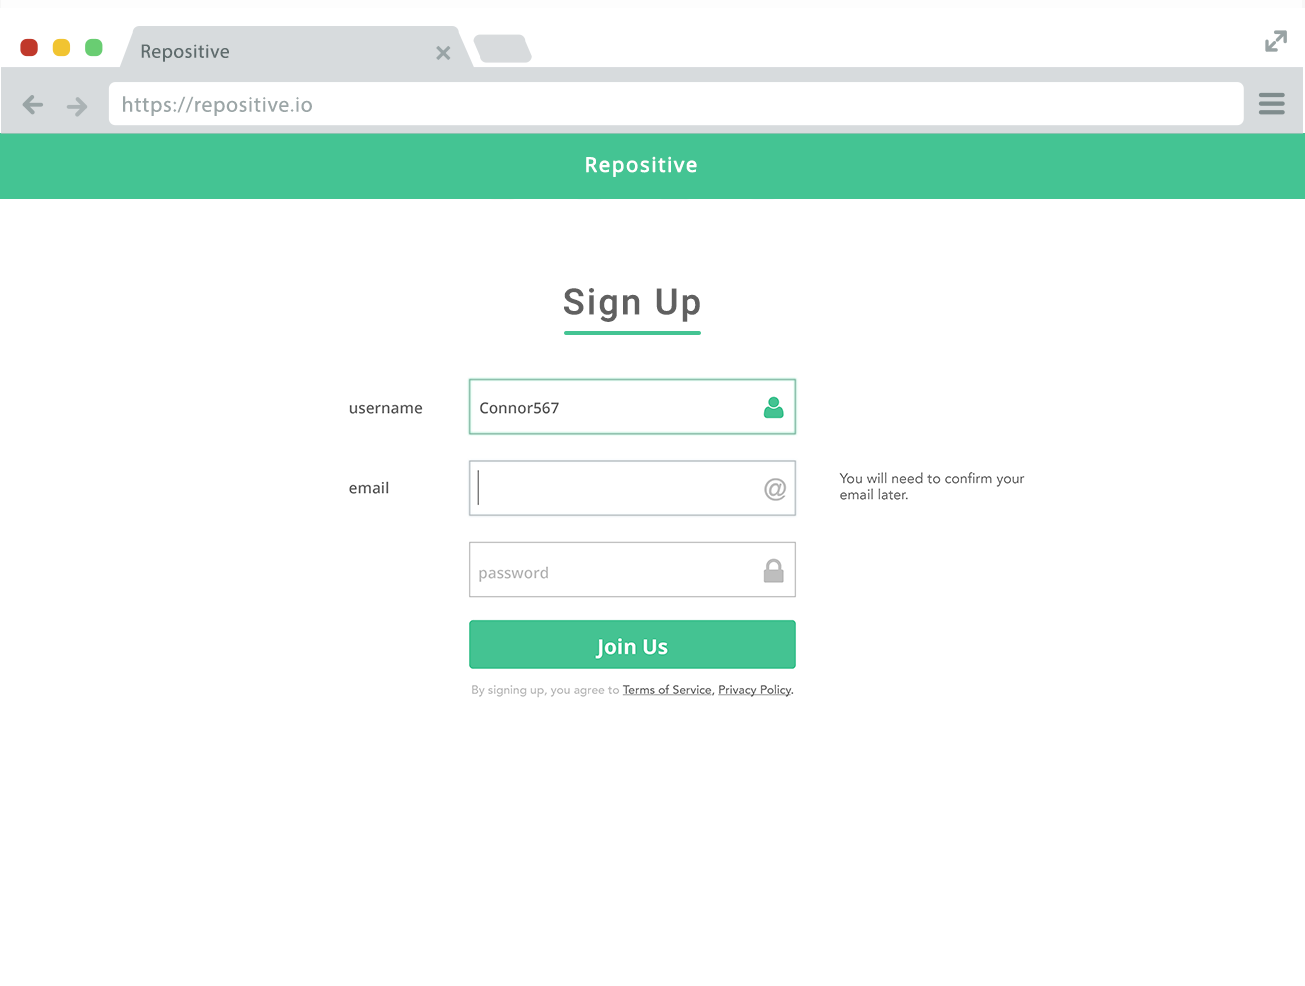 Repositive
https://repositive.io
Repositive
Sign Up
username
Connor567
email
@
You will need to confirm your
email later.
password
Join Us
By signing up, you agree to Terms of Service, Privacy Policy.